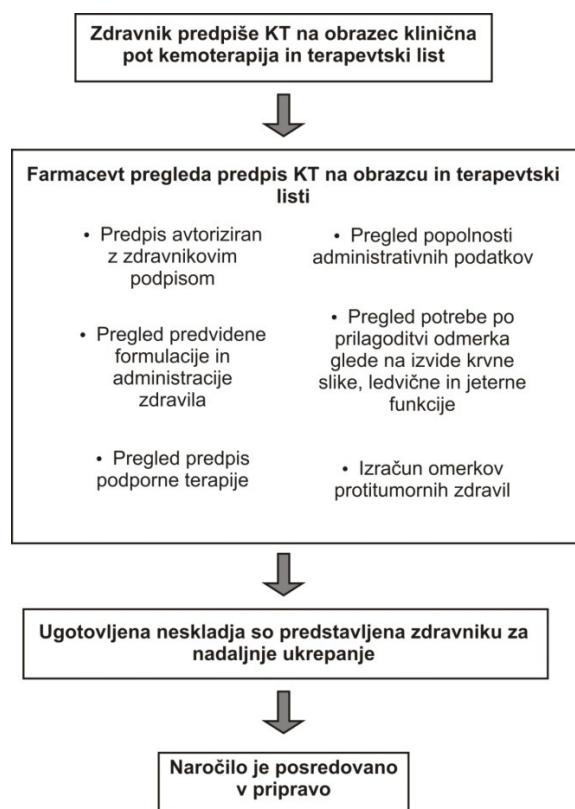 Zdravnik predpiše KT na obrazec klinična
pot kemoterapija in terapevtski list
Farmacevt pregleda predpis KT na obrazcu in terapevtski
listi
• Predpis avtoriziran
z zdravnikovim
podpisom
• Pregled popolnosti
administrativnih podatkov
• Pregled predvidene
formulacije in
administracije
zdravila
• Pregled potrebe po
prilagoditvi odmerka
glede na izvide krvne
slike, ledvične in jeterne
funkcije
• Pregled predpis
podporne terapije
• Izračun omerkov
protitumornih zdravil
Ugotovljena neskladja so predstavljena zdravniku za
nadaljnje ukrepanje
Naročilo je posredovano
v pripravo